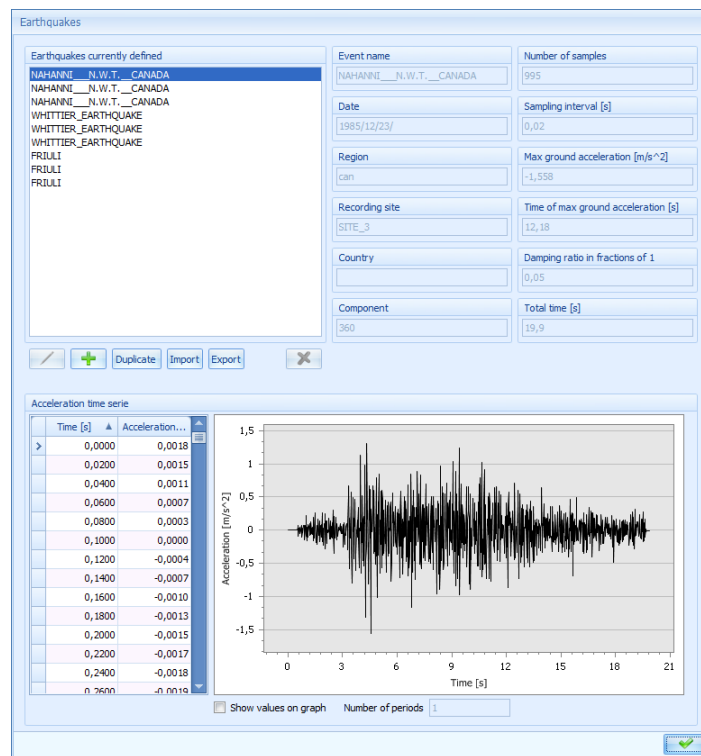 Earthquakes
Earthquakes currently defined
NAHANNI___N.W.T.__CANADA
NAHANNI___N.W.T.__CANADA
NAHANNI___N.W.T.__CANADA
WHITTIER_EARTHQUAKE
WHITTIER_EARTHQUAKE
WHITTIER_EARTHQUAKE
FRIULI
FRIULI
FRIULI
Duplicate Import Export
Event name
NAHANNI___N.W.T.__CANADA
Date
1985/12/23/
Region
can
Recording site
SITE_3
Country
Component
360
Number of samples
995
Sampling interval [s]
0,02
Max ground acceleration [m/s^2]
-1,558
Time of max ground acceleration [s]
12,18
Damping ratio in fractions of 1
0,05
Total time [s]
19,9
Acceleration time serie
Time [s] Acceleration...
0,0000 0,0018
0,0200 0,0015
0,0400 0,0011
0,0600 0,0007
0,0800 0,0003
0,1000 0,0000
0,1200 -0,0004
0,1400 -0,0007
0,1600 -0,0010
0,1800 -0,0013
0,2000 -0,0015
0,2200 -0,0017
0,2400 -0,0018
0,2600 -0,0019
Acceleration [m/s^2]
1,5
1
0,5
0
-0,5
-1
-1,5
0 3 6 9 12 15 18 21
Time [s]
Show values on graph Number of periods 1